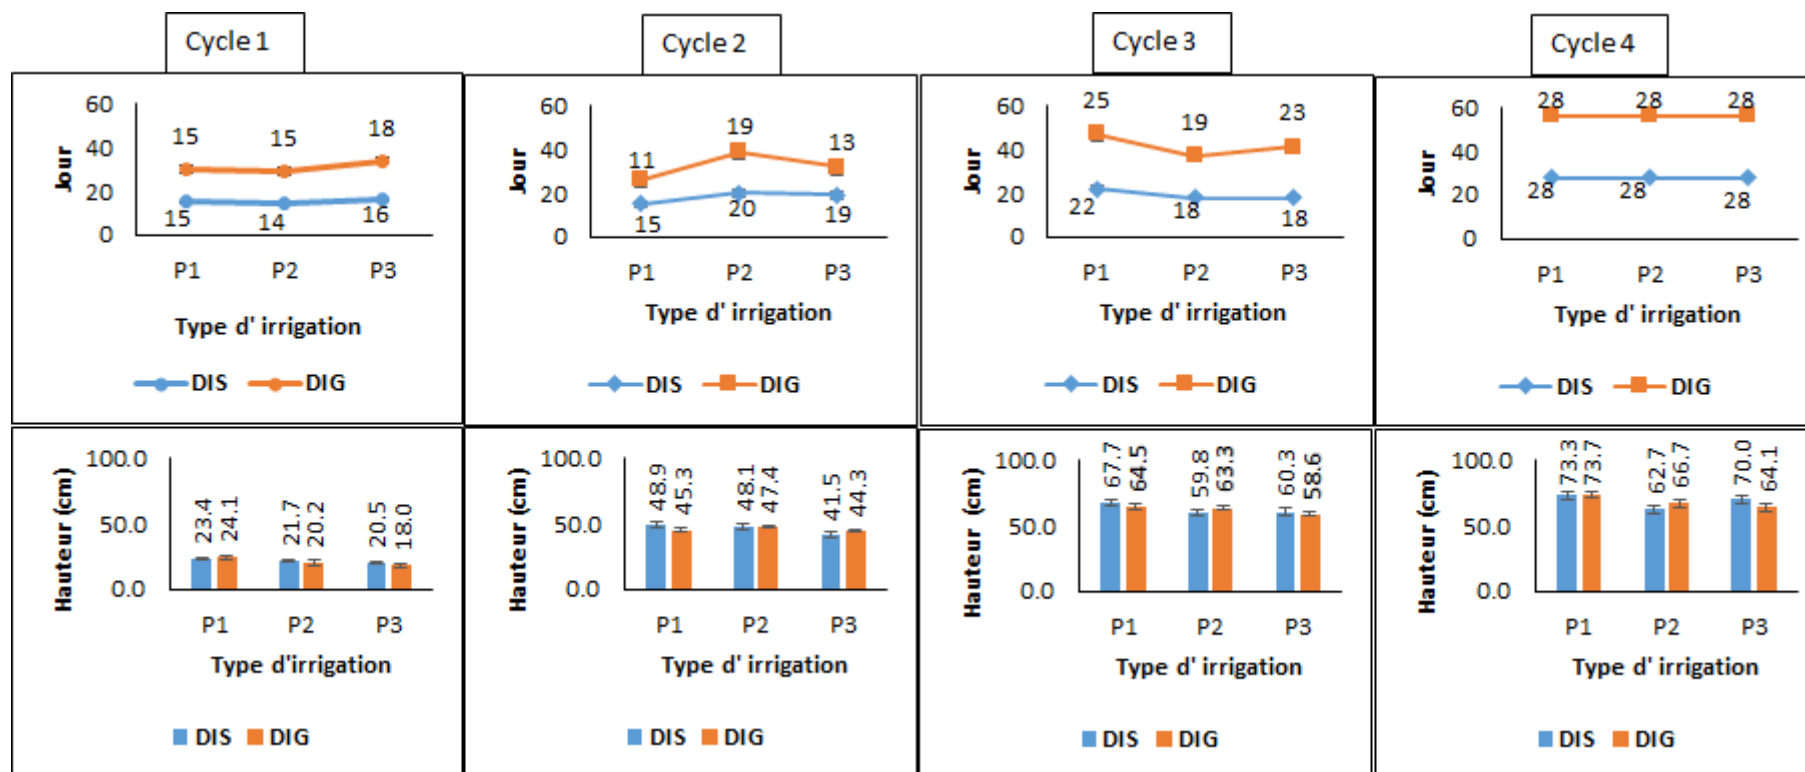 Cycle 1
60
40
20
0
Jour
15 15 18
15 14 16
P1 P2 P3
Type d' irrigation
DIS DIG
Cycle 2
60
40
20
0
Jour
11 19 13
15 20 19
P1 P2 P3
Type d' irrigation
DIS DIG
Cycle 3
60
40
20
0
Jour
25 19 23
22 18 18
P1 P2 P3
Type d' irrigation
DIS DIG
Cycle 4
60
40
20
0
Jour
28 28 28
28 28 28
P1 P2 P3
Type d' irrigation
DIS DIG
100.0
50.0
0.0
Hauteur (cm)
23.4 24.1 21.7 20.2 20.5 18.0
P1 P2 P3
Type d'irrigation
DIS DIG
100.0
50.0
0.0
Hauteur (cm)
48.9 45.3 48.1 47.4 41.5 44.3
P1 P2 P3
Type d' irrigation
DIS DIG
100.0
50.0
0.0
Hauteur (cm)
67.7 64.5 59.8 63.3 60.3 58.6
P1 P2 P3
Type d' irrigation
DIS DIG
100.0
50.0
0.0
Hauteur (cm)
73.3 73.7 62.7 66.7 70.0 64.1
P1 P2 P3
Type d' irrigation
DIS DIG